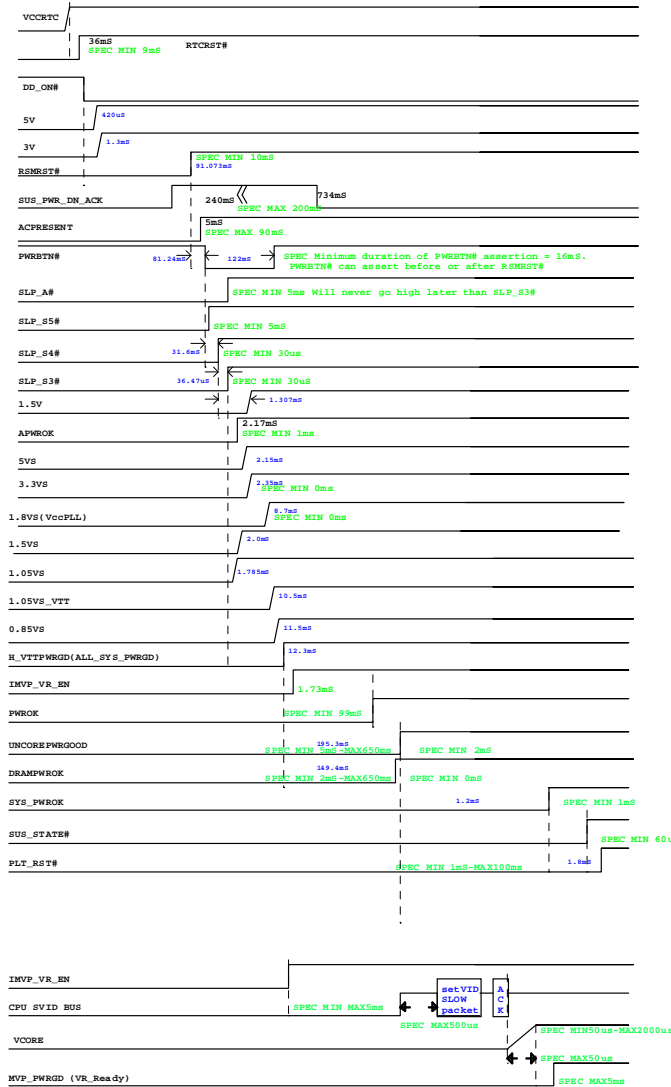 VCCRTC
36mS
SPEC MIN 9mS
RTCRST#
DD_ON#
5V
420uS
3V
1.3mS
RSMRST#
SPEC MIN 10mS
91.073mS
SUS_PWR_DN_ACK
240mS
734mS
SPEC MAX 200mS
ACPRESENT
5mS
SPEC MAX 90mS
PWRBTN#
81.24mS
122mS
SPEC Minimum duration of PWRBTN# assertion = 16mS.
PWRBTN# can assert before or after RSMRST#
SLP_A#
SPEC MIN 5ms Will never go high later than SLP_S3#
SLP_S5#
SPEC MIN 5mS
SLP_S4#
31.6mS
SPEC MIN 30us
SLP_S3#
36.47uS
SPEC MIN 30uS
1.5V
1.307mS
APWROK
2.17mS
SPEC MIN 1ms
5VS
2.15mS
3.3VS
2.35mS
SPEC MIN 0ms
1.8VS(VccPLL)
8.7mS
SPEC MIN 0mS
1.5VS
2.0mS
1.05VS
1.785mS
1.05VS_VTT
10.5mS
0.85VS
11.5mS
H_VTTPWRGD(ALL_SYS_PWRGD)
12.3mS
IMVP_VR_EN
1.73mS
PWROK
SPEC MIN 99mS
UNCOREPWRGOOD
195.3mS
SPEC MIN 5mS-MAX650ms
SPEC MIN 2mS
DRAMPWROK
149.4mS
SPEC MIN 2mS-MAX650ms
SPEC MIN 0mS
SYS_PWROK
1.2mS
SPEC MIN 1mS
SUS_STATE#
SPEC MIN 60u
PLT_RST#
SPEC MIN 1mS-MAX100ms
1.8mS
IMVP_VR_EN
CPU SVID BUS
SPEC MIN MAX5ms
setVID
SLOW
packet
A
C
K
SPEC MAX500us
VCORE
SPEC MIN50us-MAX2000us
SPEC MAX50us
MVP_PWRGD (VR_Ready)
SPEC MAX5mS